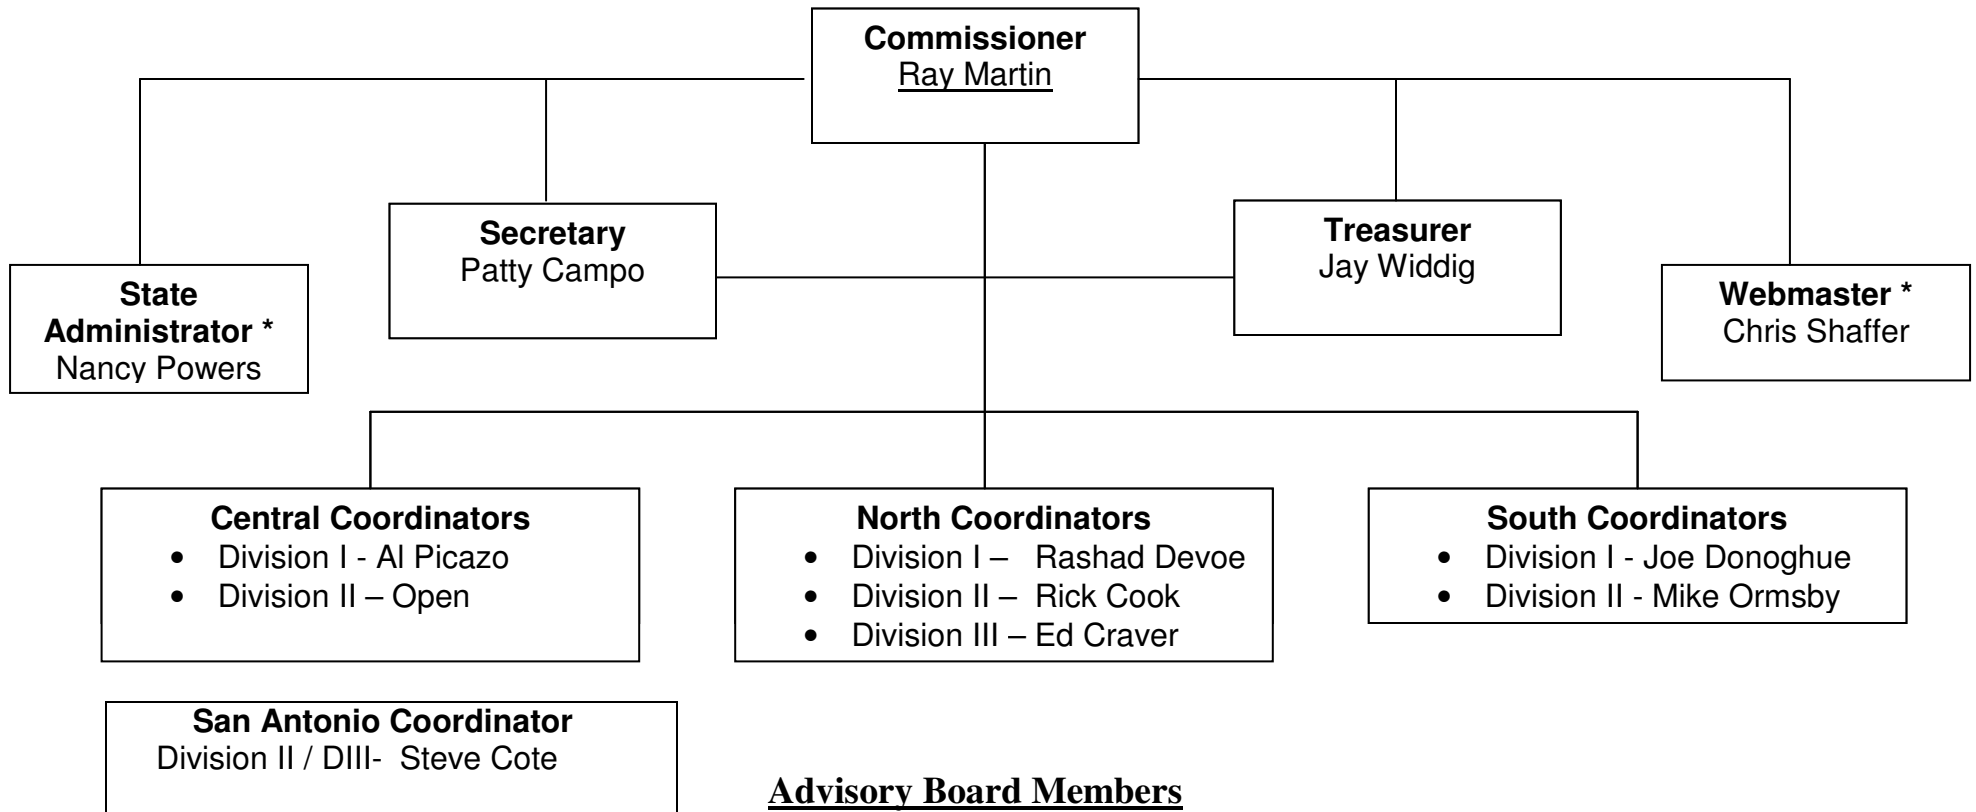 Commissioner
Ray Martin
Secretary
Patty Campo
Treasurer
Jay Widdig
State
Administrator *
Nancy Powers
Webmaster *
Chris Shaffer
Central Coordinators
• Division I - Al Picazo
• Division II – Open
North Coordinators
• Division I – Rashad Devoe
• Division II – Rick Cook
• Division III – Ed Craver
South Coordinators
• Division I - Joe Donoghue
• Division II - Mike Ormsby
San Antonio Coordinator
Division II / DIII- Steve Cote
Advisory Board Members